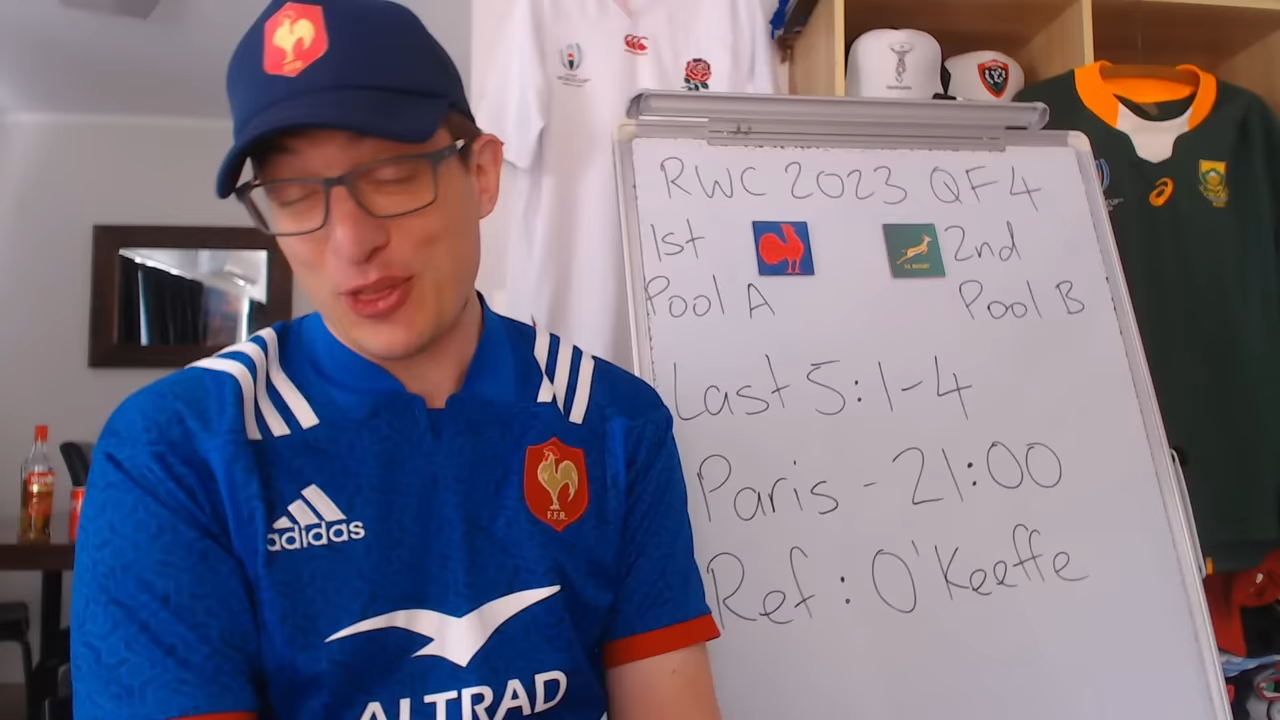 F.F.R.
RWC 2023 QF4
1st
2nd
Pool A
Pool B
Last 5: 1-4
Paris - 21:00
Ref: O'Keeffe
F.F.R.
adidas
ALTRAD